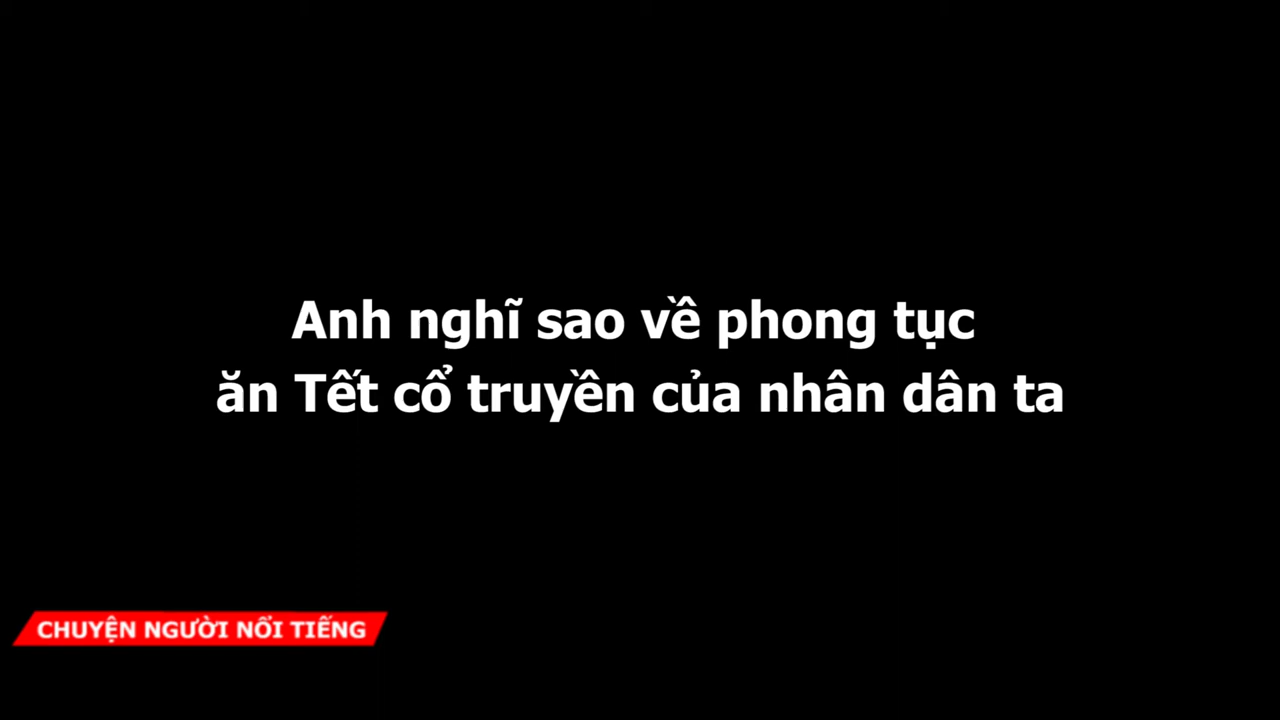 Anh nghĩ sao về phong tục
ăn Tết cổ truyền của nhân dân ta
CHUYỆN NGƯỜI NỔI TIẾNG